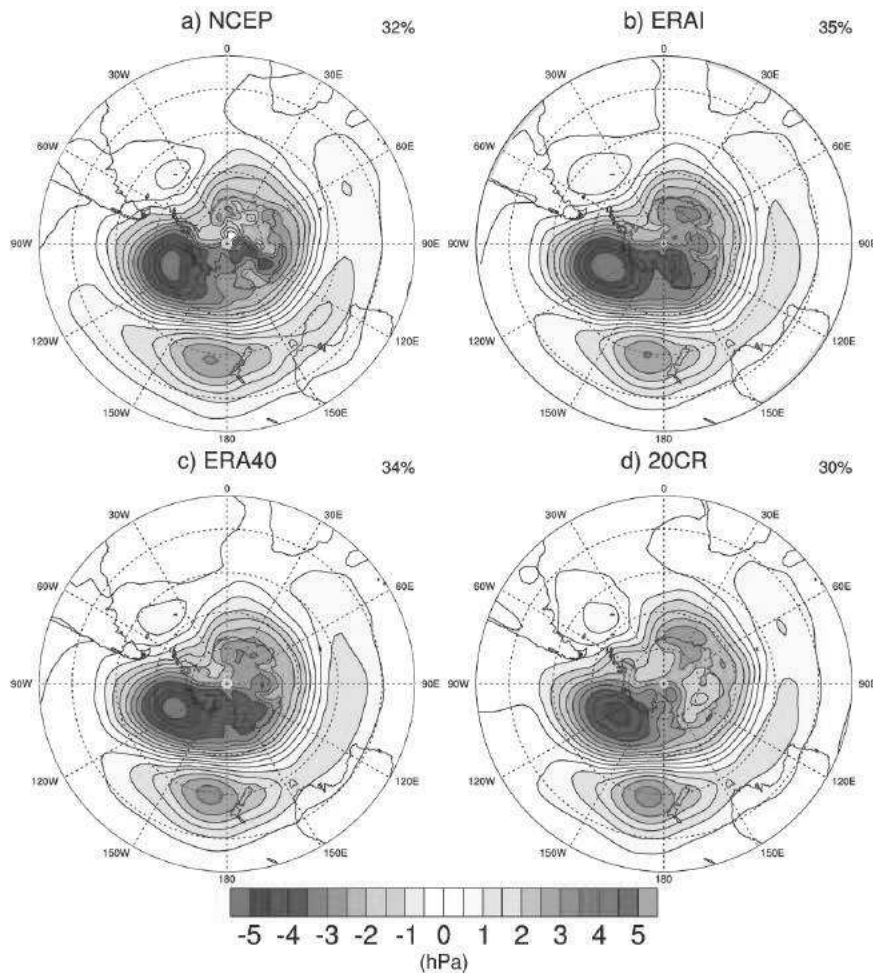 a) NCEP 32% b) ERAI 35%
0 0
30W 30E 30W 30E
60W 60E 60W 60E
90W 90E 90W 90E
120W 120E 120W 120E
150W 150E 150W 150E
180 180
c) ERA40 34% d) 20CR 30%
0 0
30W 30E 30W 30E
60W 60E 60W 60E
90W 90E 90W 90E
120W 120E 120W 120E
150W 150E 150W 150E
180 180
-5 -4 -3 -2 -1 0 1 2 3 4 5
(hPa)